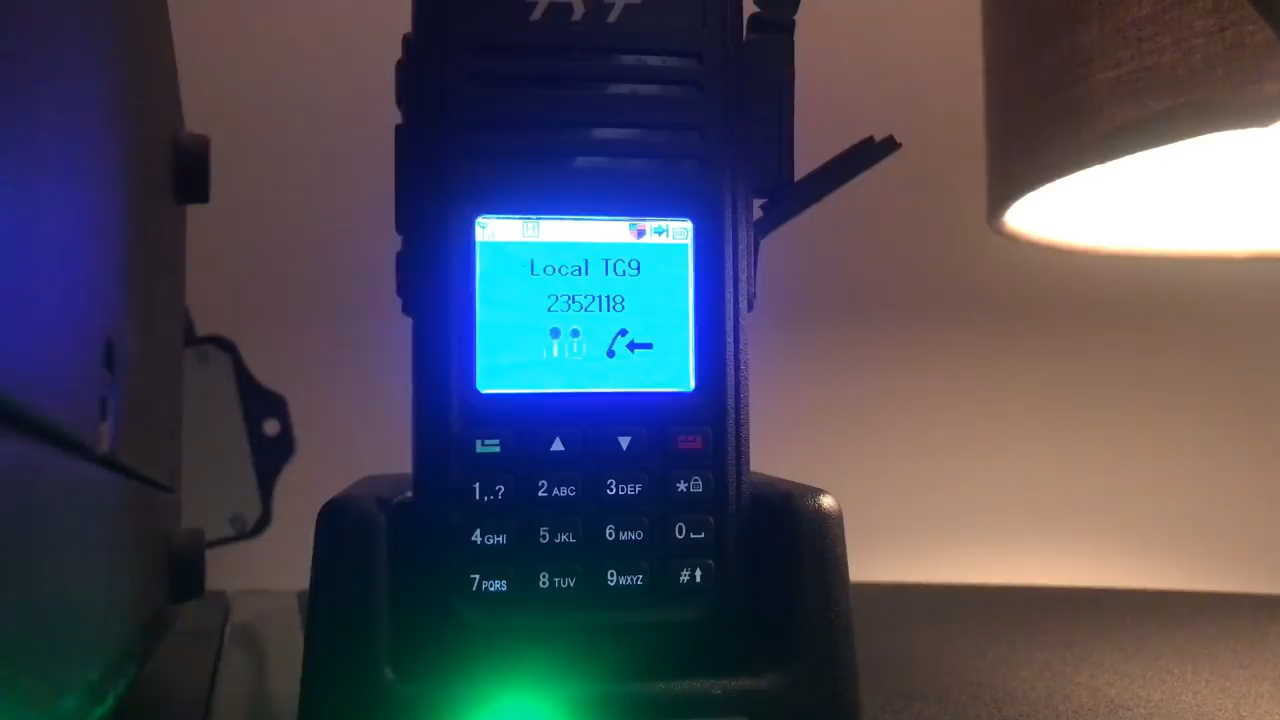 H
Local TG9
2352118
1,.? 2 ABC 3 DEF *
4 GHI 5 JKL 6 MNO 0
7 PQRS 8 TUV 9 WXYZ #